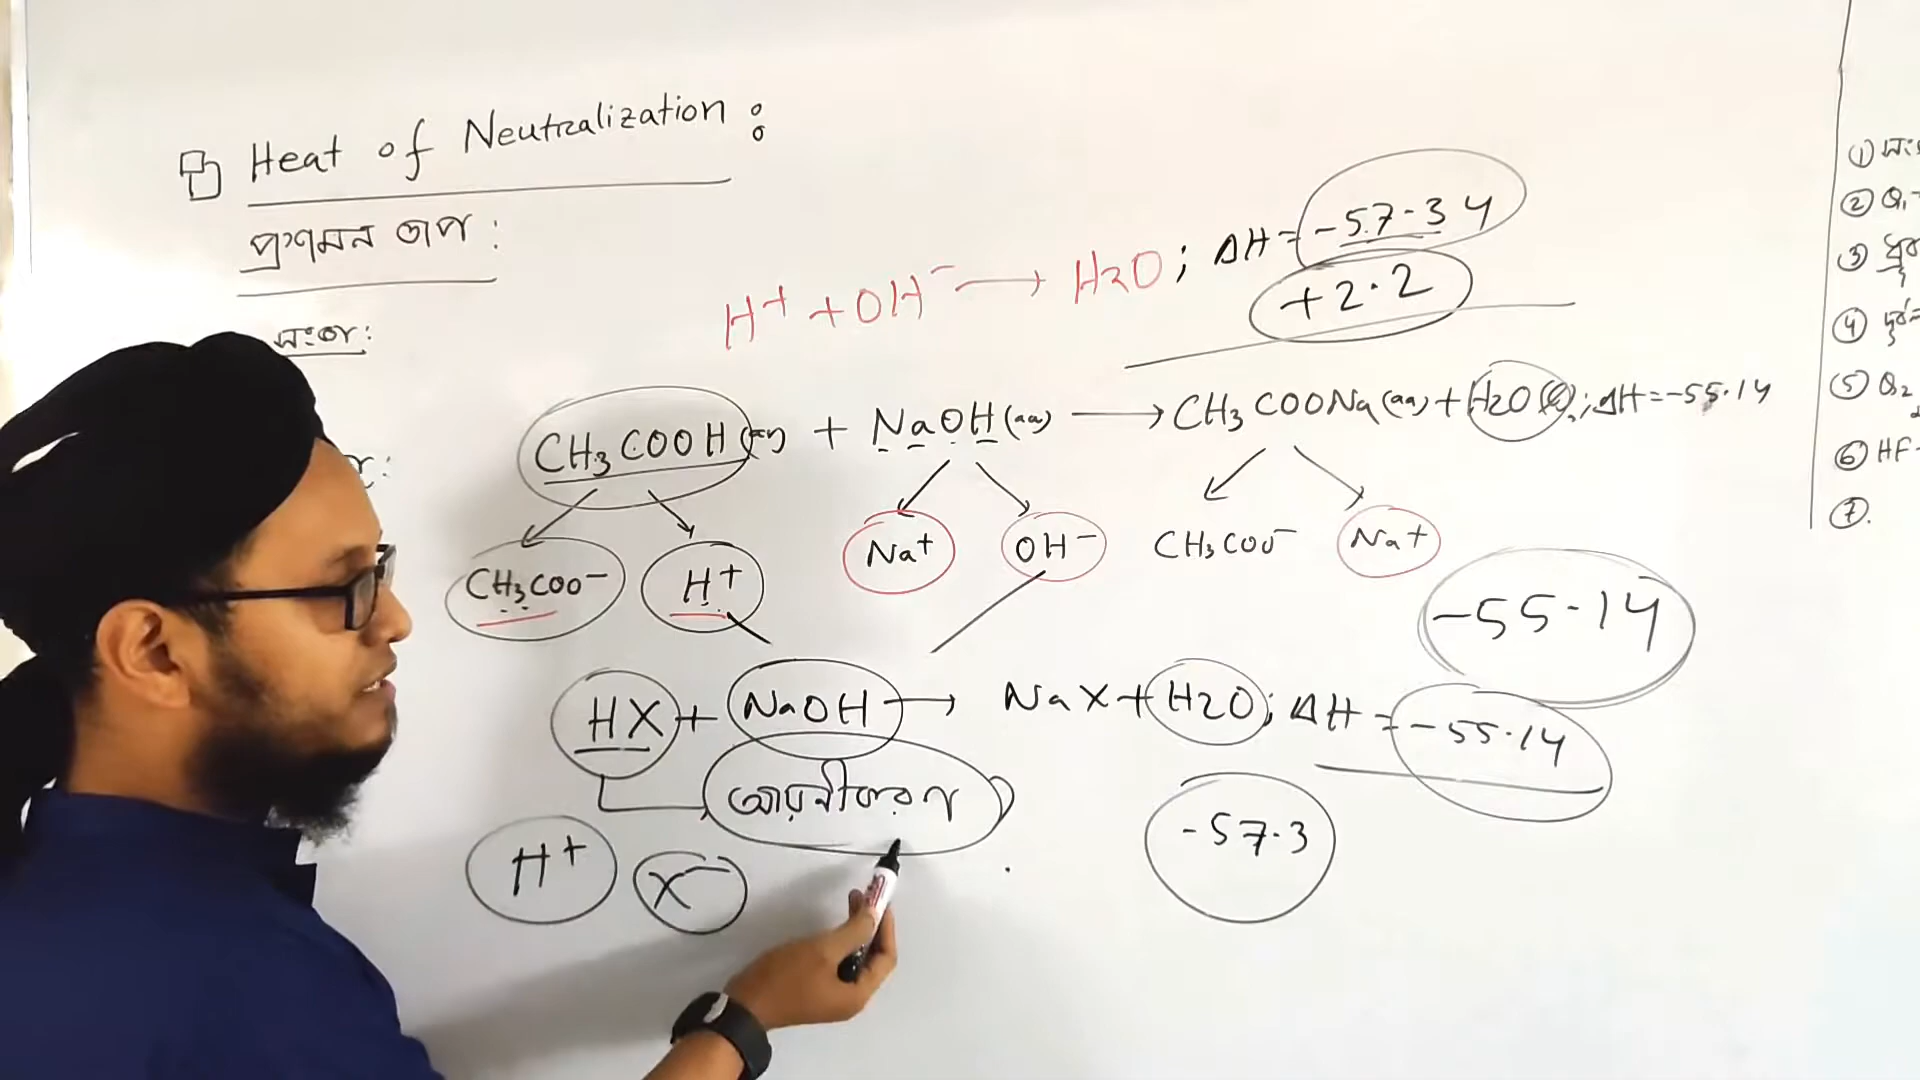 Heat of Neutralization :
প্রশমন তাপ :
H+ + OH- → H2O ; ΔH = -57.34
+2.2
সংজ্ঞা:
CH3COOH(aq) + NaOH(aq) → CH3COONa(aq) + H2O(l); ΔH = -55.14
CH3COO- H+ Na+ OH- CH3COO- Na+
-55.14
HX + NaOH → NaX + H2O ; ΔH = -55.14
আয়নীকরণ
H+ X- -57.3
①
② Q1
③ ধ্রুব
④
⑤ Q2
⑥ HF
⑦.